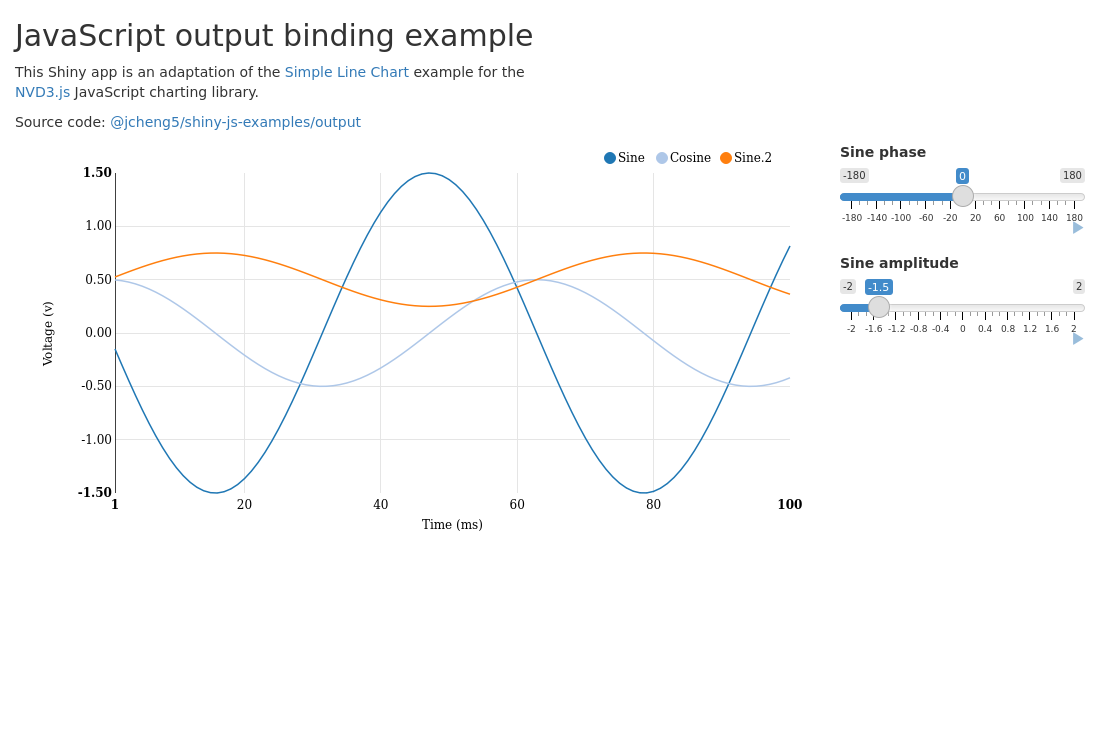 JavaScript output binding example
This Shiny app is an adaptation of the Simple Line Chart example for the
NVD3.js JavaScript charting library.
Source code: @jcheng5/shiny-js-examples/output
Sine Cosine Sine.2
1.50
1.00
0.50
0.00
-0.50
-1.00
-1.50
Voltage (v)
1 20 40 60 80 100
Time (ms)
Sine phase
-180 0 180
-180 -140 -100 -60 -20 20 60 100 140 180
Sine amplitude
-2 -1.5 2
-2 -1.6 -1.2 -0.8 -0.4 0 0.4 0.8 1.2 1.6 2